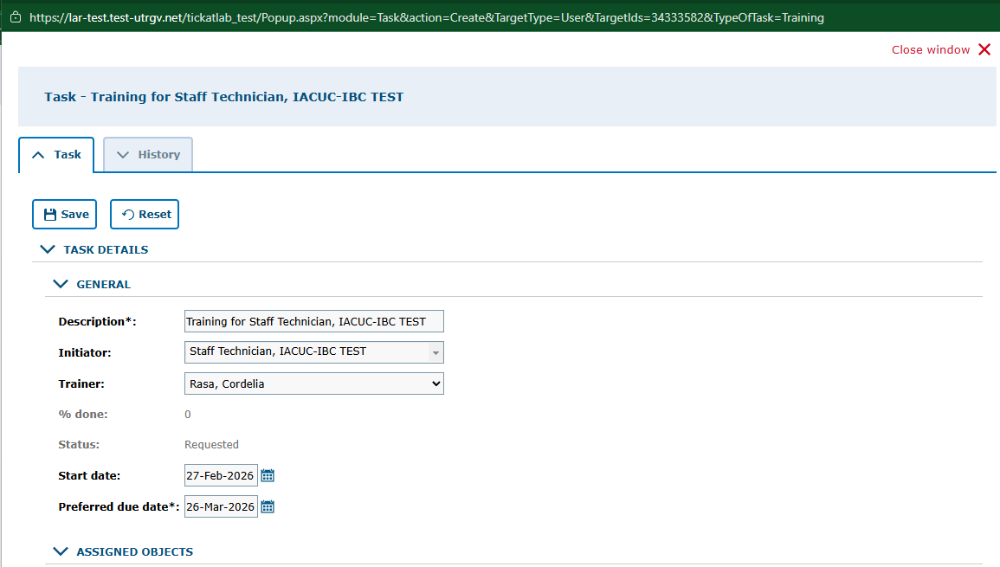 https://lar-test.test-utrgv.net/tickatlab_test/Popup.aspx?module=Task&action=Create&TargetType=User&TargetIds=34333582&TypeOfTask=Training
Close window
Task - Training for Staff Technician, IACUC-IBC TEST
Task
History
Save
Reset
TASK DETAILS
GENERAL
Description*: Training for Staff Technician, IACUC-IBC TEST
Initiator: Staff Technician, IACUC-IBC TEST
Trainer: Rasa, Cordelia
% done: 0
Status: Requested
Start date: 27-Feb-2026
Preferred due date*: 26-Mar-2026
ASSIGNED OBJECTS